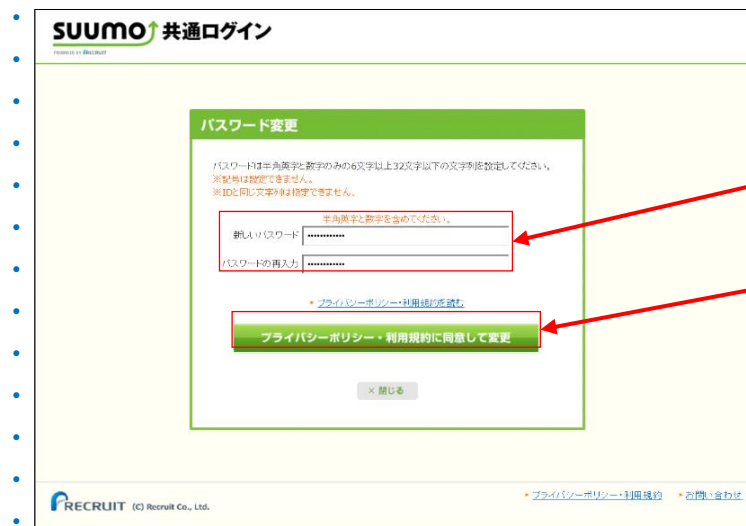 SUUMO 共通ログイン
POWERED BY RECRUIT
パスワード変更
パスワードは半角英字と数字のみの6文字以上32文字以下の文字列を設定してください。
※記号は設定できません。
※IDと同じ文字列は指定できません。
半角英字と数字を含めてください。
新しいパスワード ••••••••••••
パスワードの再入力 ••••••••••••
プライバシーポリシー・利用規約を読む
プライバシーポリシー・利用規約に同意して変更
× 閉じる
RECRUIT (C) Recruit Co., Ltd.
プライバシーポリシー・利用規約 お問い合わせ